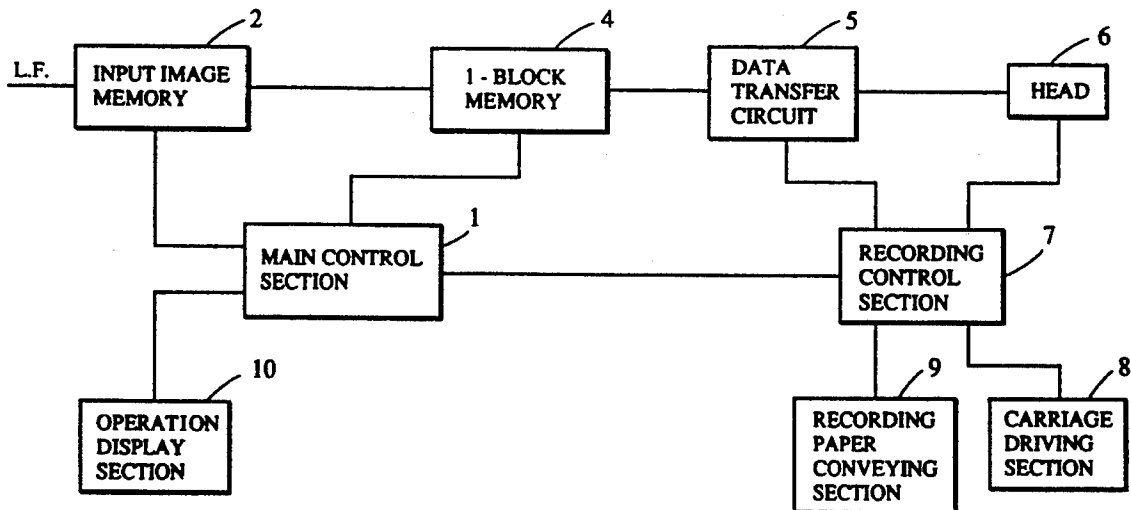 2
4
5
6
L.F.
INPUT IMAGE
MEMORY
1 - BLOCK
MEMORY
DATA
TRANSFER
CIRCUIT
HEAD
1
7
MAIN CONTROL
SECTION
RECORDING
CONTROL
SECTION
10
9
8
OPERATION
DISPLAY
SECTION
RECORDING
PAPER
CONVEYING
SECTION
CARRIAGE
DRIVING
SECTION